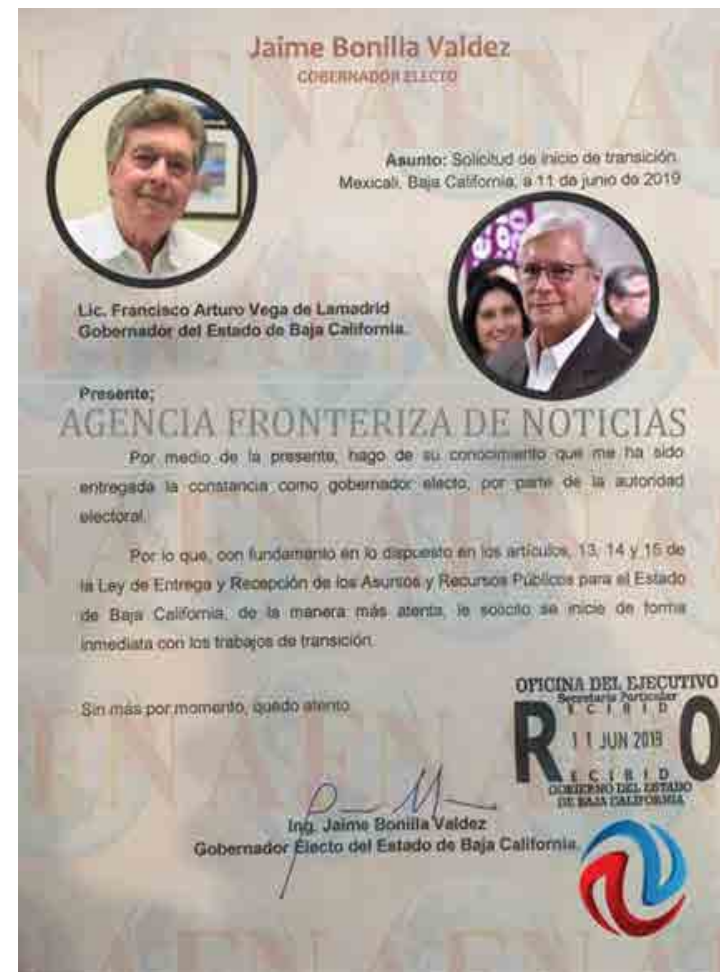 Jaime Bonilla Valdez
GOBERNADOR ELECTO
Asunto: Solicitud de inicio de transición.
Mexicali, Baja California, a 11 de junio de 2019
Lic. Francisco Arturo Vega de Lamadrid
Gobernador del Estado de Baja California.
Presente;
AGENCIA FRONTERIZA DE NOTICIAS
Por medio de la presente, hago de su conocimiento que me ha sido
entregada la constancia como gobernador electo, por parte de la autoridad
electoral.
Por lo que, con fundamento en lo dispuesto en los artículos, 13, 14 y 15 de
la Ley de Entrega y Recepción de los Asuntos y Recursos Públicos para el Estado
de Baja California, de la manera más atenta, le solicito se inicie de forma
inmediata con los trabajos de transición.
Sin más por momento, quedo atento
OFICINA DEL EJECUTIVO
Secretaría Particular
R E C I B I D O
11 JUN 2019
E C I B I D
GOBIERNO DEL ESTADO
DE BAJA CALIFORNIA
Ing. Jaime Bonilla Valdez
Gobernador Electo del Estado de Baja California.